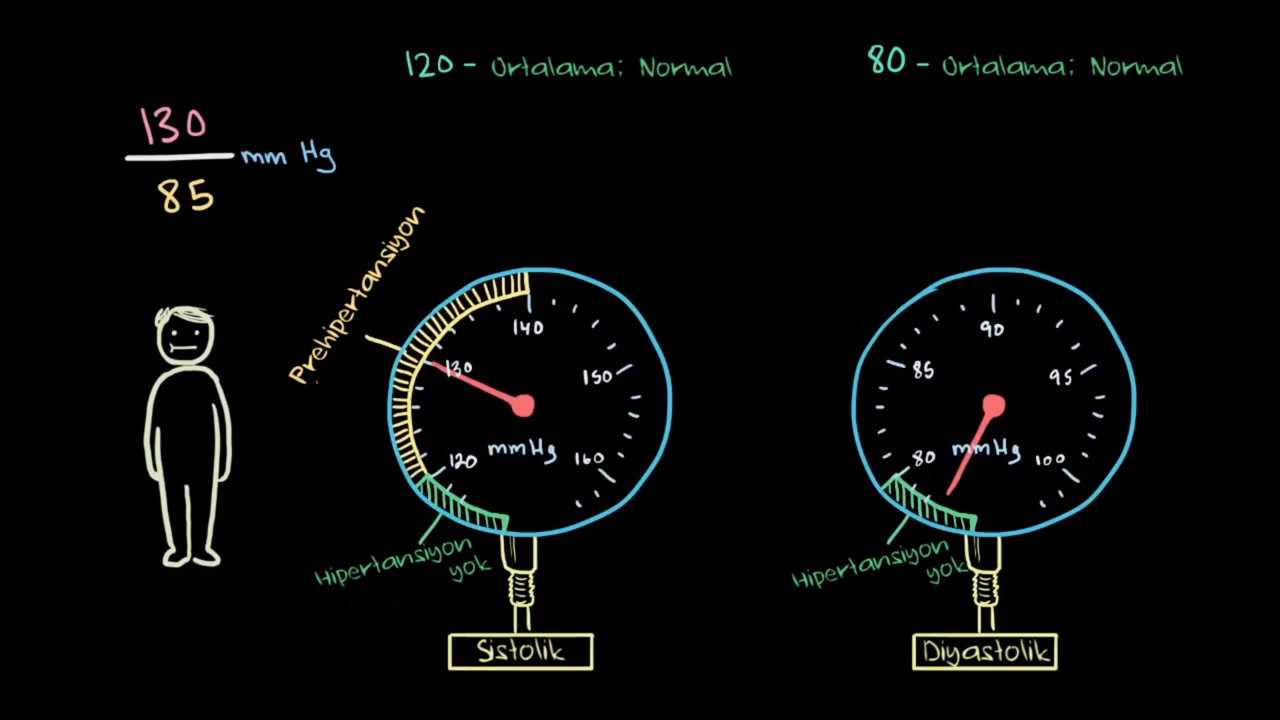 120 - Ortalama; Normal
80 - Ortalama; Normal
130
85
mm Hg
Prehipertansiyon
140
130
150
120
mmHg
160
Hipertansiyon
yok
Sistolik
90
85
95
80
mmHg
100
Hipertansiyon
yok
Diyastolik